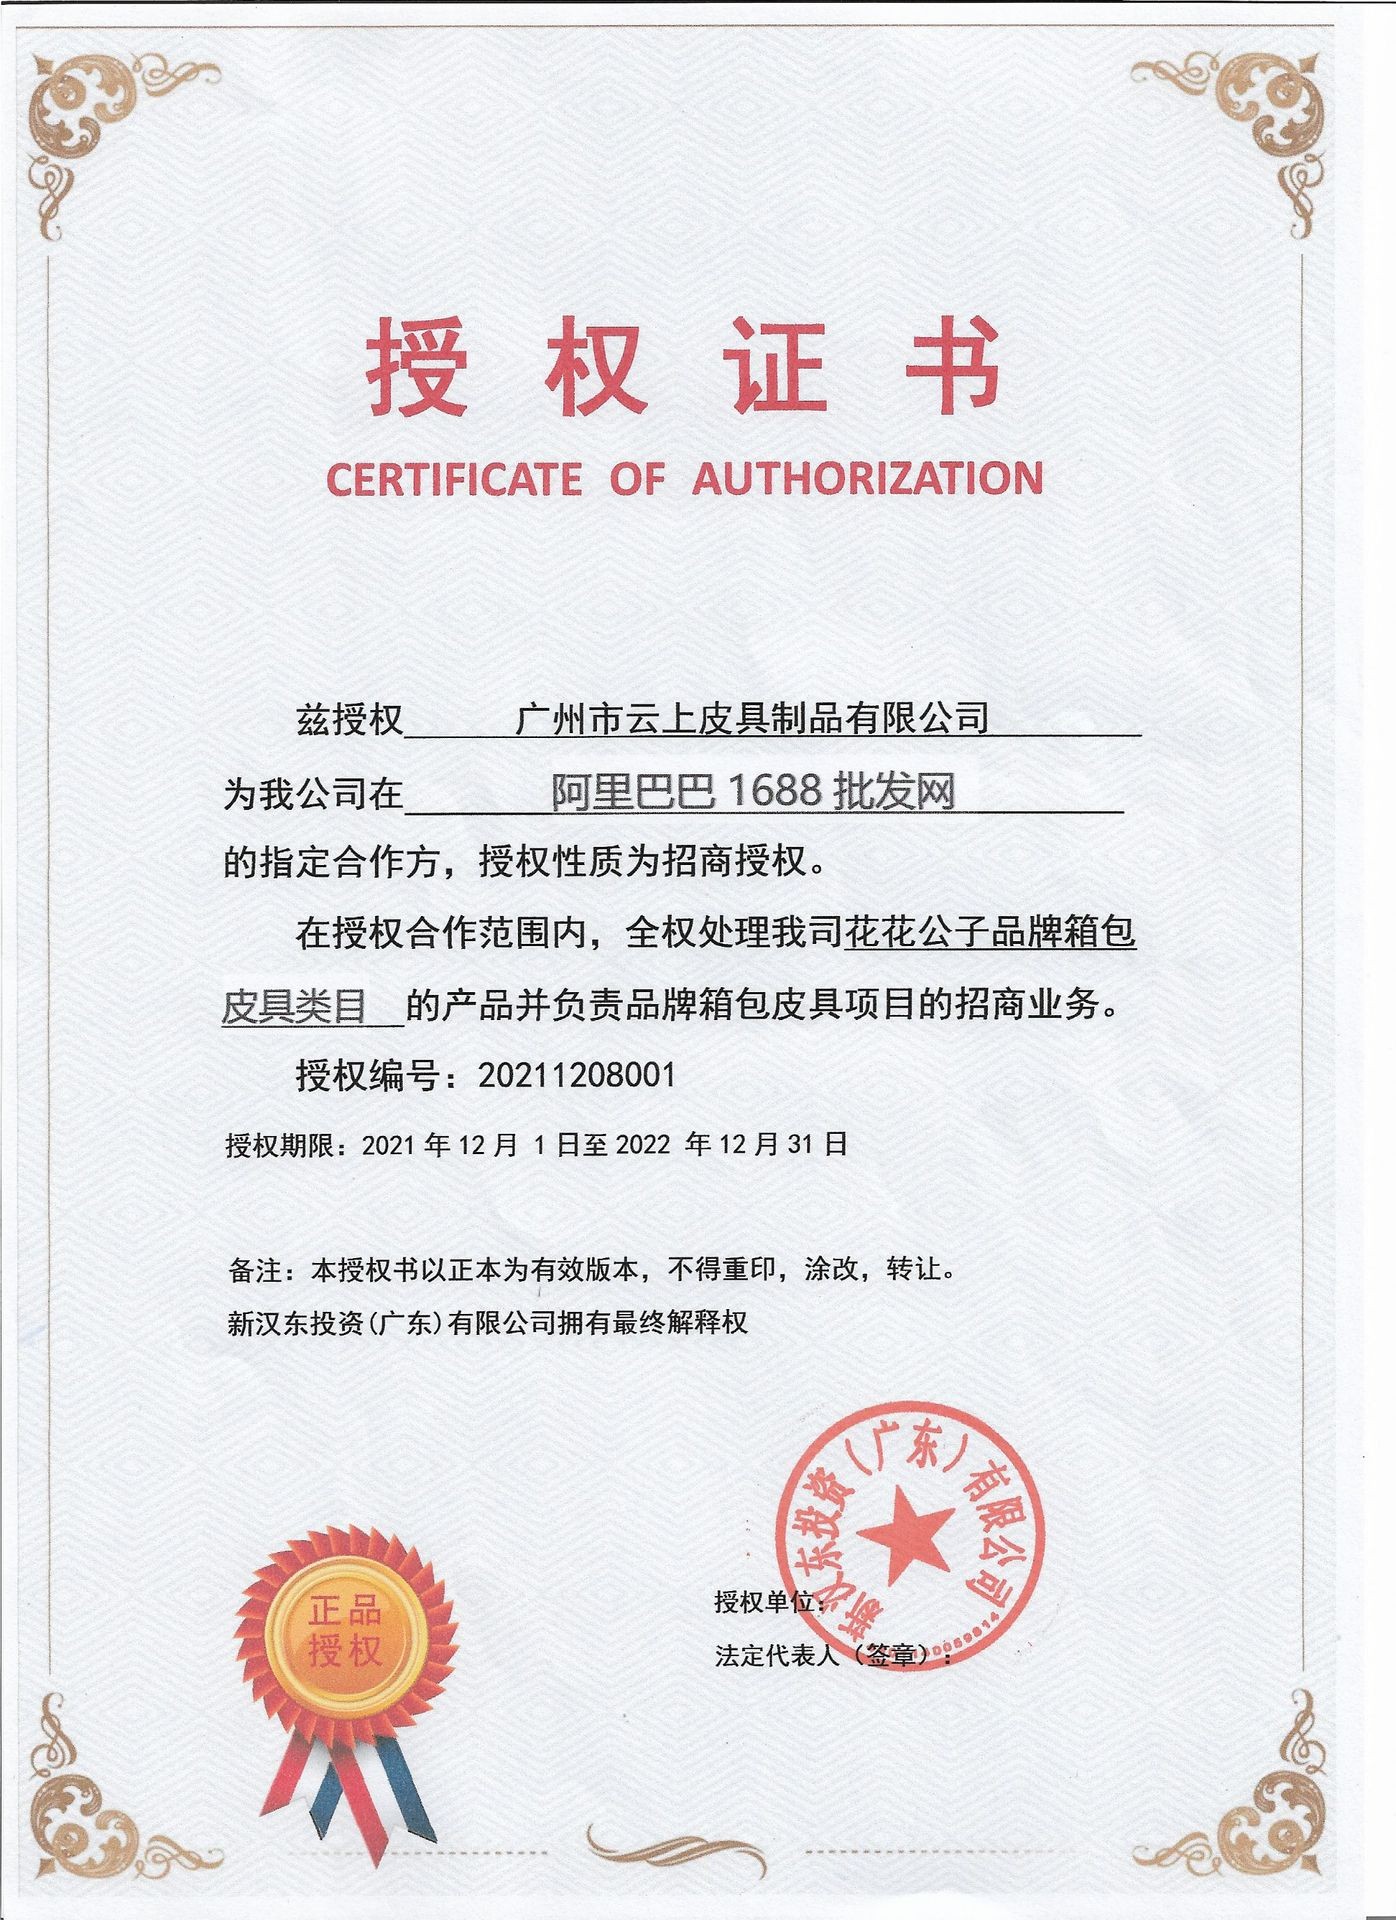 授权证书
CERTIFICATE OF AUTHORIZATION
兹授权 广州市云上皮具制品有限公司
为我公司在 阿里巴巴 1688 批发网
的指定合作方，授权性质为招商授权。
在授权合作范围内，全权处理我司花花公子品牌箱包
皮具类目 的产品并负责品牌箱包皮具项目的招商业务。
授权编号：20211208001
授权期限：2021 年 12 月 1 日至 2022 年 12 月 31 日
备注：本授权书以正本为有效版本，不得重印，涂改，转让。
新汉东投资(广东)有限公司拥有最终解释权
正品
授权
新汉东投资（广东）有限公司
授权单位：
法定代表人（签章）：